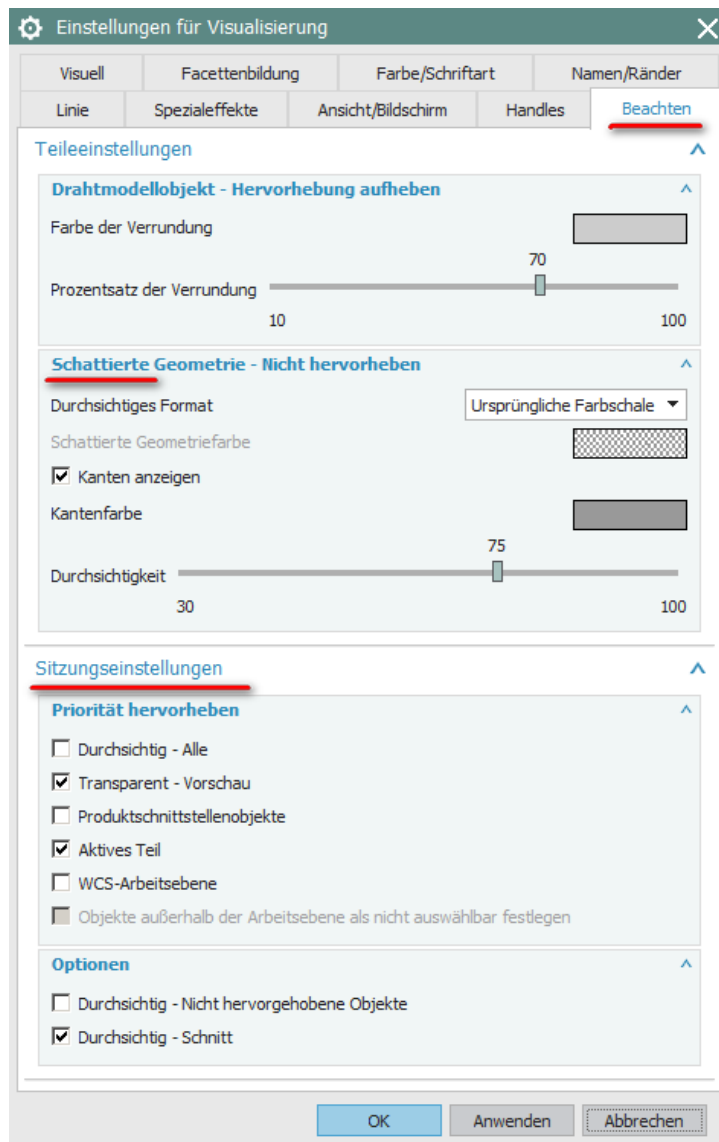 Einstellungen für Visualisierung
Visuell Facettenbildung Farbe/Schriftart Namen/Ränder
Linie Spezialeffekte Ansicht/Bildschirm Handles Beachten
Teileeinstellungen
Drahtmodellobjekt - Hervorhebung aufheben
Farbe der Verrundung
70
Prozentsatz der Verrundung
10 100
Schattierte Geometrie - Nicht hervorheben
Durchsichtiges Format Ursprüngliche Farbschale
Schattierte Geometriefarbe
Kanten anzeigen
Kantenfarbe
75
Durchsichtigkeit
30 100
Sitzungseinstellungen
Priorität hervorheben
Durchsichtig - Alle
Transparent - Vorschau
Produktschnittstellenobjekte
Aktives Teil
WCS-Arbeitsebene
Objekte außerhalb der Arbeitsebene als nicht auswählbar festlegen
Optionen
Durchsichtig - Nicht hervorgehobene Objekte
Durchsichtig - Schnitt
OK Anwenden Abbrechen